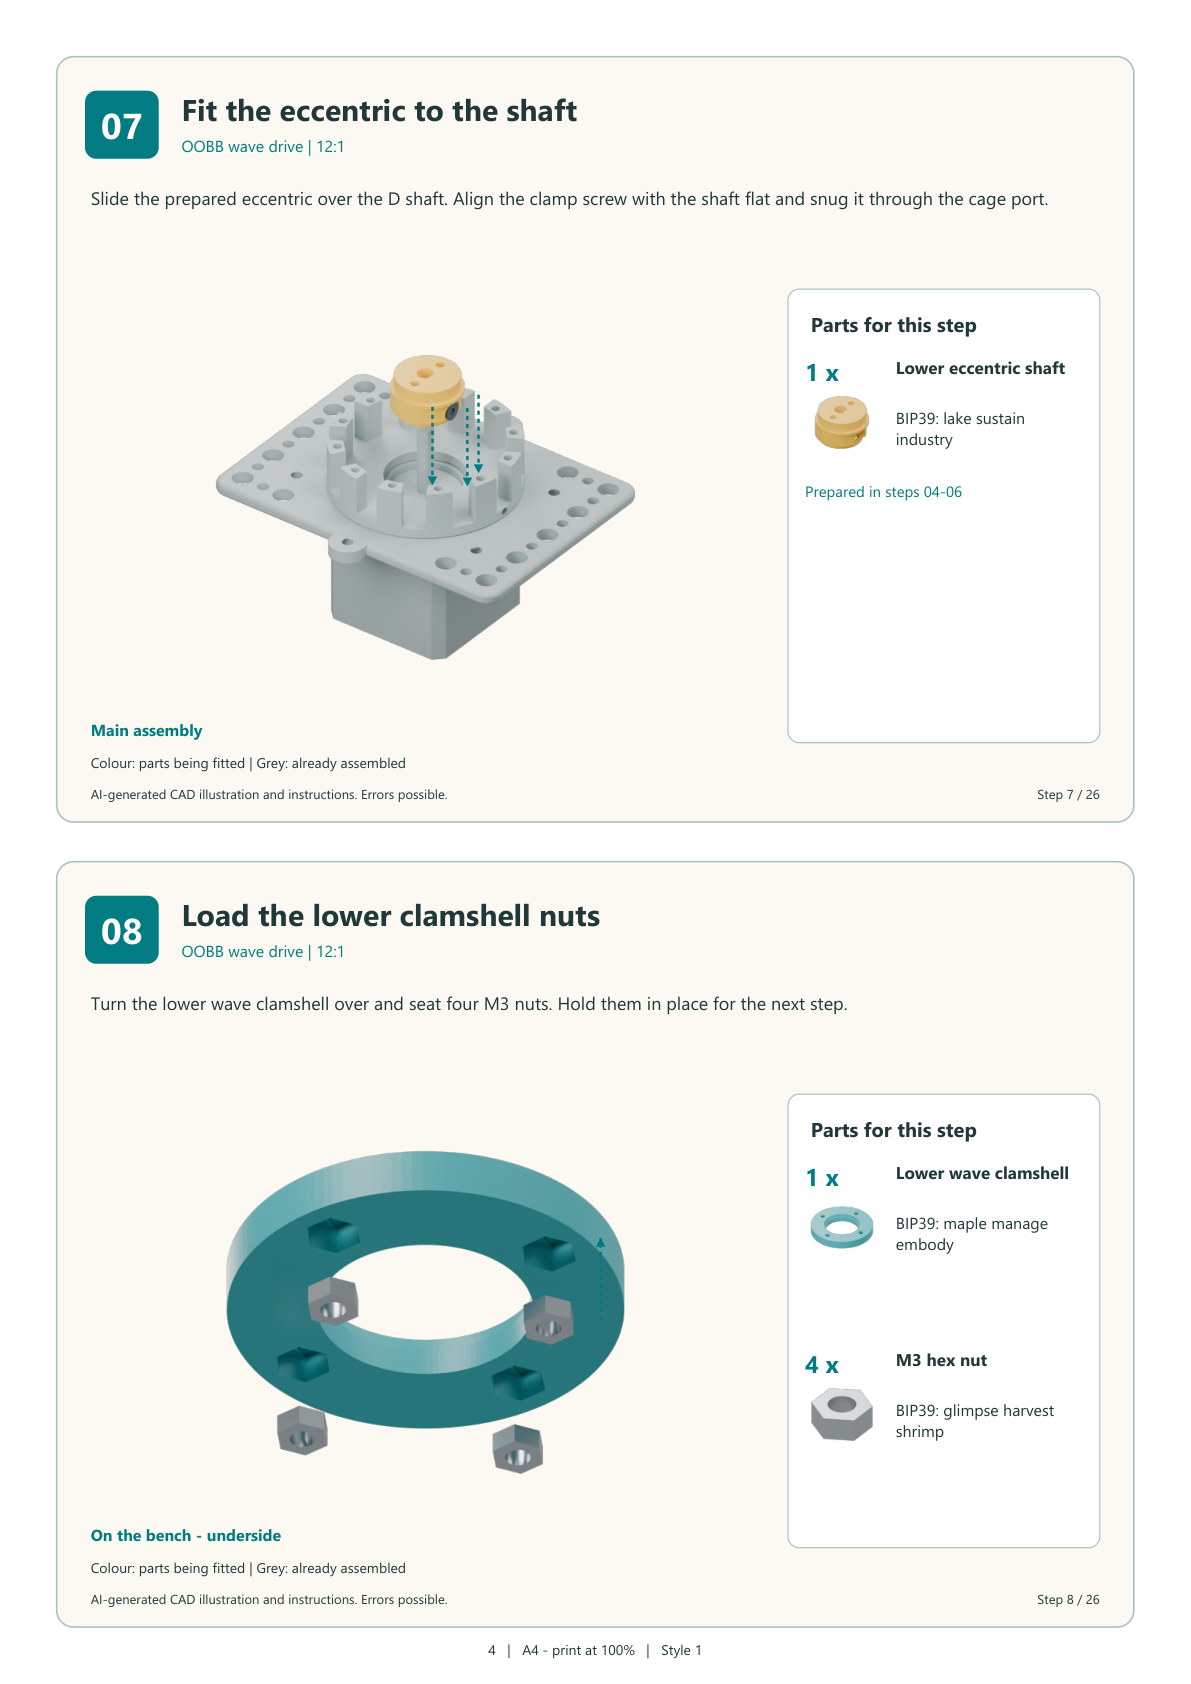 07
Fit the eccentric to the shaft
OOBB wave drive | 12:1
Slide the prepared eccentric over the D shaft. Align the clamp screw with the shaft flat and snug it through the cage port.
Parts for this step
1 x
Lower eccentric shaft
BIP39: lake sustain
industry
Prepared in steps 04-06
Main assembly
Colour: parts being fitted | Grey: already assembled
AI-generated CAD illustration and instructions. Errors possible.
Step 7 / 26
08
Load the lower clamshell nuts
OOBB wave drive | 12:1
Turn the lower wave clamshell over and seat four M3 nuts. Hold them in place for the next step.
Parts for this step
1 x
Lower wave clamshell
BIP39: maple manage
embody
4 x
M3 hex nut
BIP39: glimpse harvest
shrimp
On the bench - underside
Colour: parts being fitted | Grey: already assembled
AI-generated CAD illustration and instructions. Errors possible.
Step 8 / 26
4 | A4 - print at 100% | Style 1